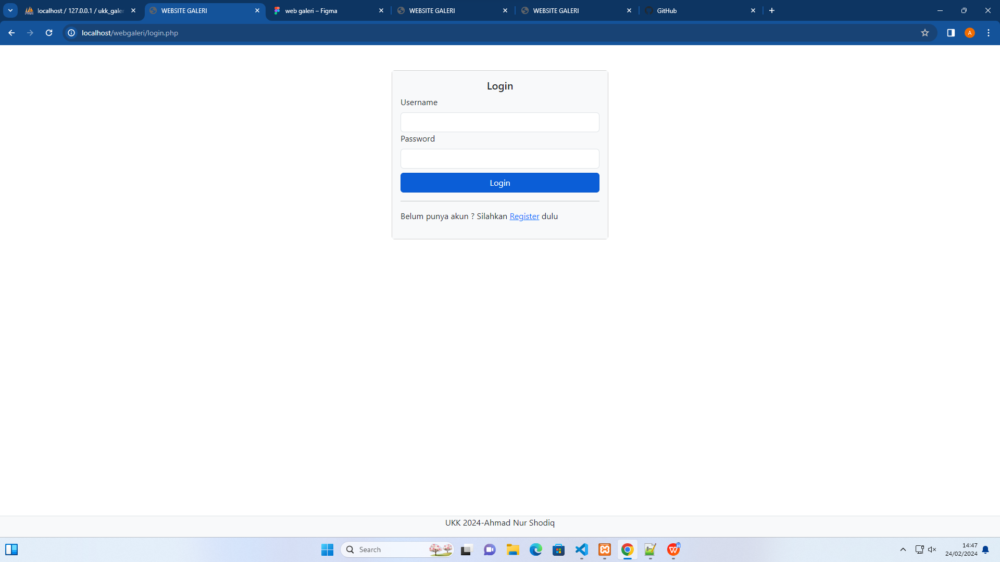 localhost / 127.0.0.1 / ukk_galer
WEBSITE GALERI
web galeri – Figma
WEBSITE GALERI
WEBSITE GALERI
GitHub
localhost/webgaleri/login.php
A
Login
Username
Password
Login
Belum punya akun ? Silahkan Register dulu
UKK 2024-Ahmad Nur Shodiq
Search
14:47
24/02/2024